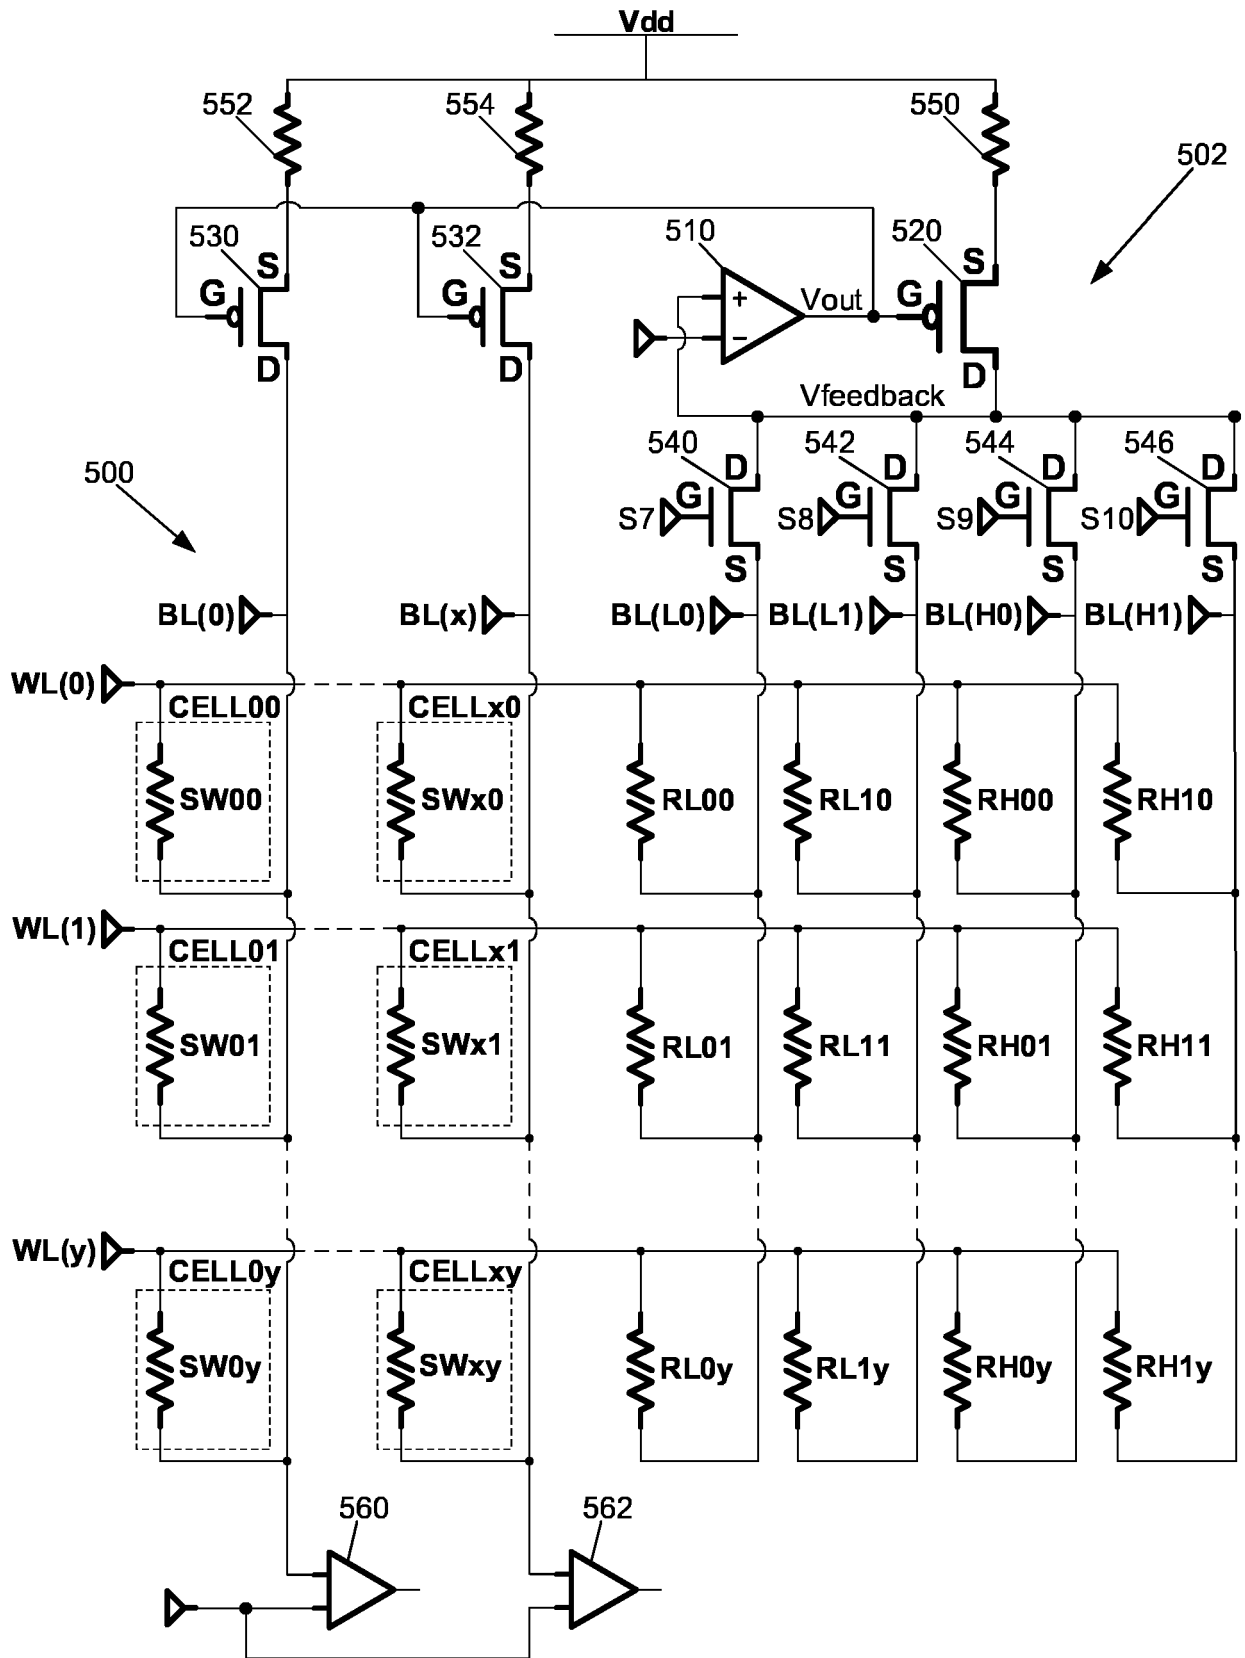 Vdd
552
554
550
502
530
532
510
520
S
S
S
G
G
G
Vout
+
−
D
D
D
Vfeedback
500
540
542
544
546
D
D
D
D
G
G
G
G
S7
S8
S9
S10
S
S
S
S
BL(0)
BL(x)
BL(L0)
BL(L1)
BL(H0)
BL(H1)
WL(0)
CELL00
CELLx0
SW00
SWx0
RL00
RL10
RH00
RH10
WL(1)
CELL01
CELLx1
SW01
SWx1
RL01
RL11
RH01
RH11
WL(y)
CELL0y
CELLxy
SW0y
SWxy
RL0y
RL1y
RH0y
RH1y
560
562